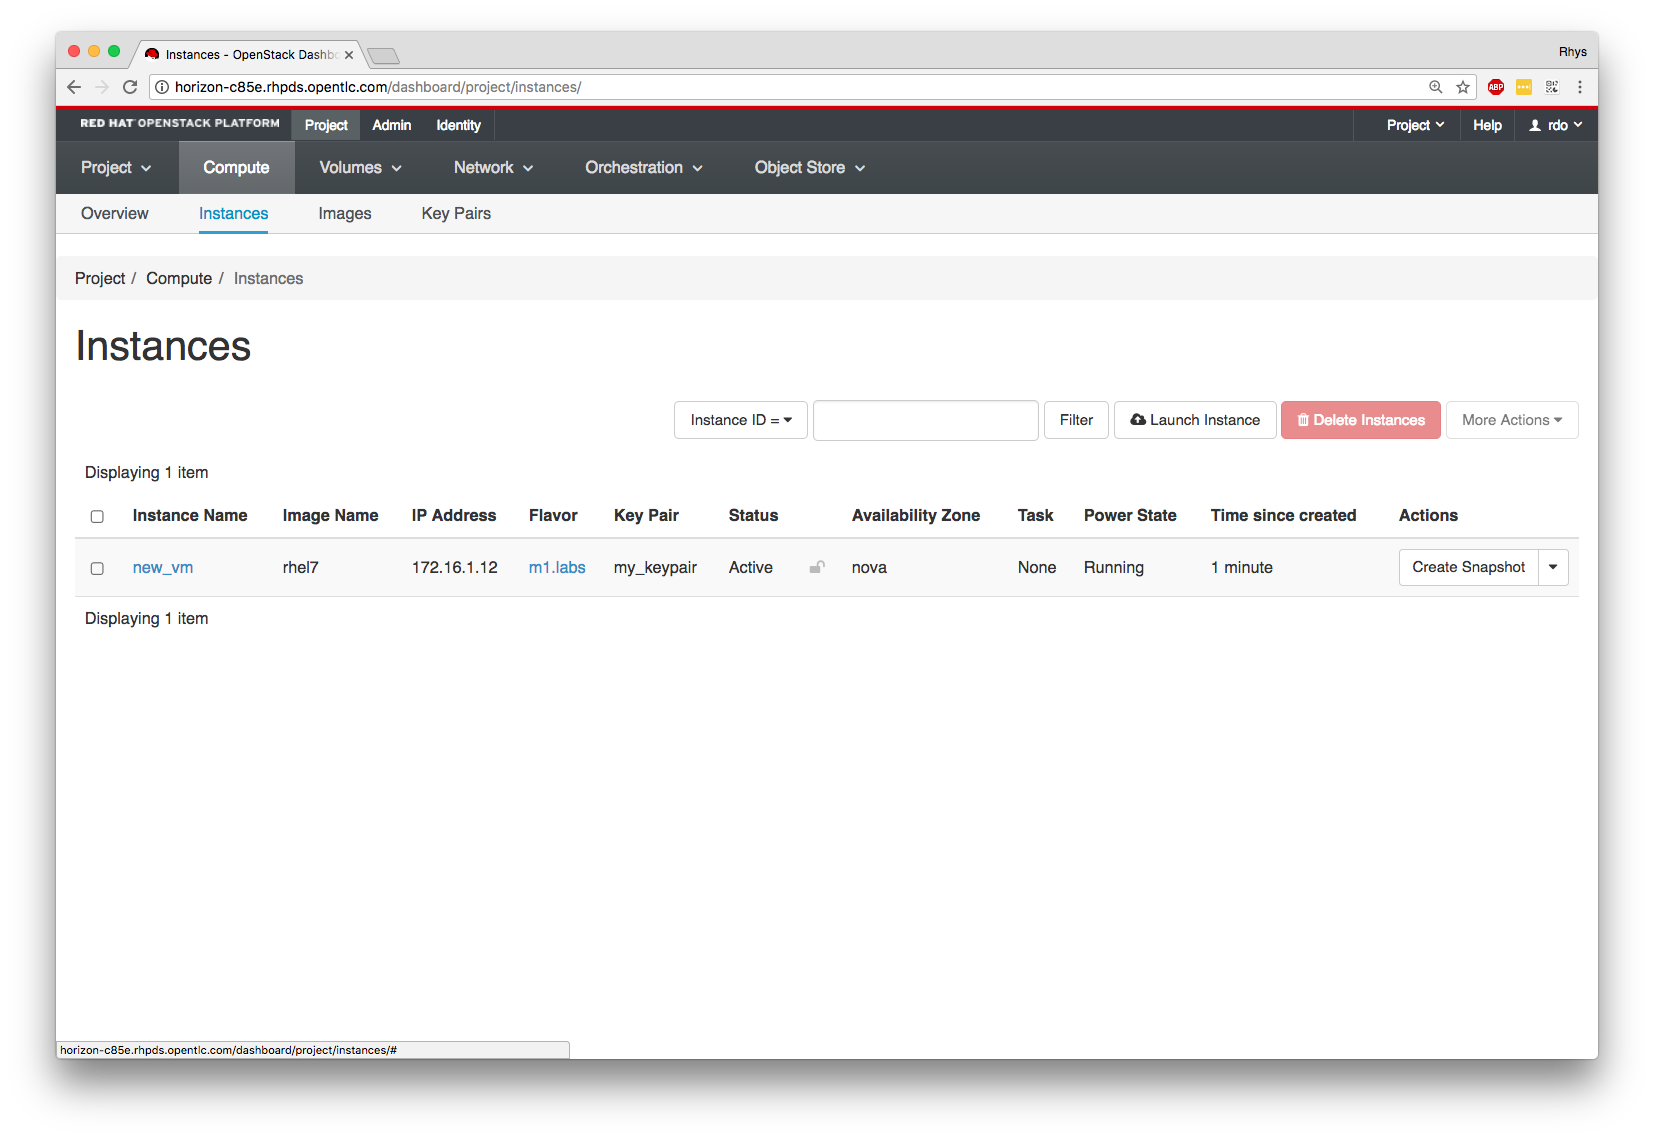 Instances - OpenStack Dashbo
Rhys
horizon-c85e.rhpds.opentlc.com/dashboard/project/instances/
ABP
RED HAT OPENSTACK PLATFORM Project Admin Identity Project Help rdo
Project Compute Volumes Network Orchestration Object Store
Overview Instances Images Key Pairs
Project / Compute / Instances
Instances
Instance ID = Filter Launch Instance Delete Instances More Actions
Displaying 1 item
Instance Name Image Name IP Address Flavor Key Pair Status Availability Zone Task Power State Time since created Actions
new_vm rhel7 172.16.1.12 m1.labs my_keypair Active nova None Running 1 minute Create Snapshot
Displaying 1 item
horizon-c85e.rhpds.opentlc.com/dashboard/project/instances/#